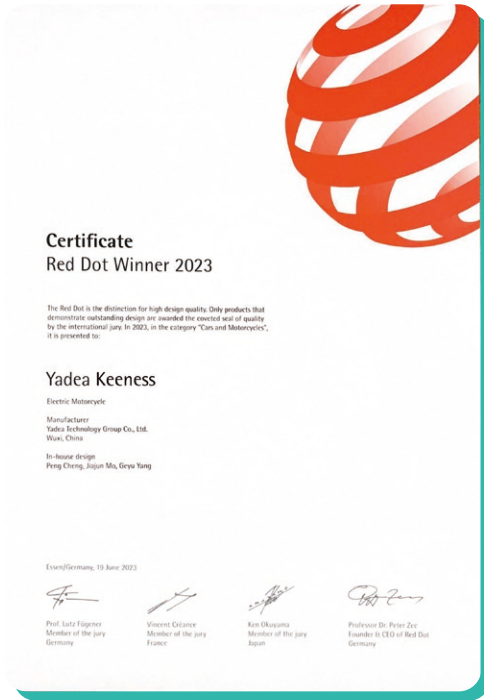 Certificate
Red Dot Winner 2023
The Red Dot is the distinction for high design quality. Only products that
demonstrate outstanding design are awarded the coveted seal of quality
by the international jury. In 2023, in the category "Cars and Motorcycles",
it is presented to:
Yadea Keeness
Electric Motorcycle
Manufacturer
Yadea Technology Group Co., Ltd.
Wuxi, China
In-house design
Peng Cheng, Jiajun Mo, Geyu Yang
Essen/Germany, 19 June 2023
Prof. Lutz Fügener
Member of the jury
Germany
Vincent Créance
Member of the jury
France
Ken Okuyama
Member of the jury
Japan
Professor Dr. Peter Zec
Founder & CEO of Red Dot
Germany